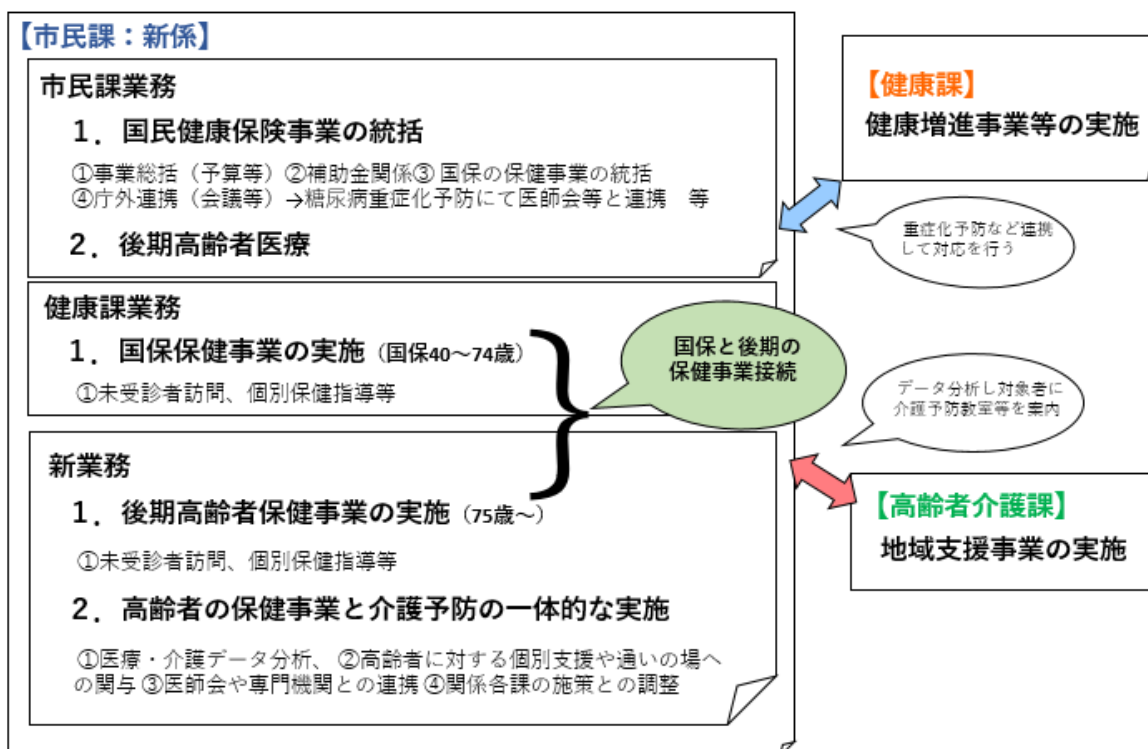 【市民課：新係】
市民課業務
1．国民健康保険事業の統括
①事業総括（予算等）②補助金関係③ 国保の保健事業の統括
④庁外連携（会議等）→糖尿病重症化予防にて医師会等と連携　等
2．後期高齢者医療
健康課業務
1．国保保健事業の実施（国保40～74歳）
①未受診者訪問、個別保健指導等
新業務
1．後期高齢者保健事業の実施（75歳～）
①未受診者訪問、個別保健指導等
2．高齢者の保健事業と介護予防の一体的な実施
①医療・介護データ分析、②高齢者に対する個別支援や通いの場へ
の関与 ③医師会や専門機関との連携 ④関係各課の施策との調整
国保と後期の
保健事業接続
【健康課】
健康増進事業等の実施
重症化予防など連携
して対応を行う
データ分析し対象者に
介護予防教室等を案内
【高齢者介護課】
地域支援事業の実施